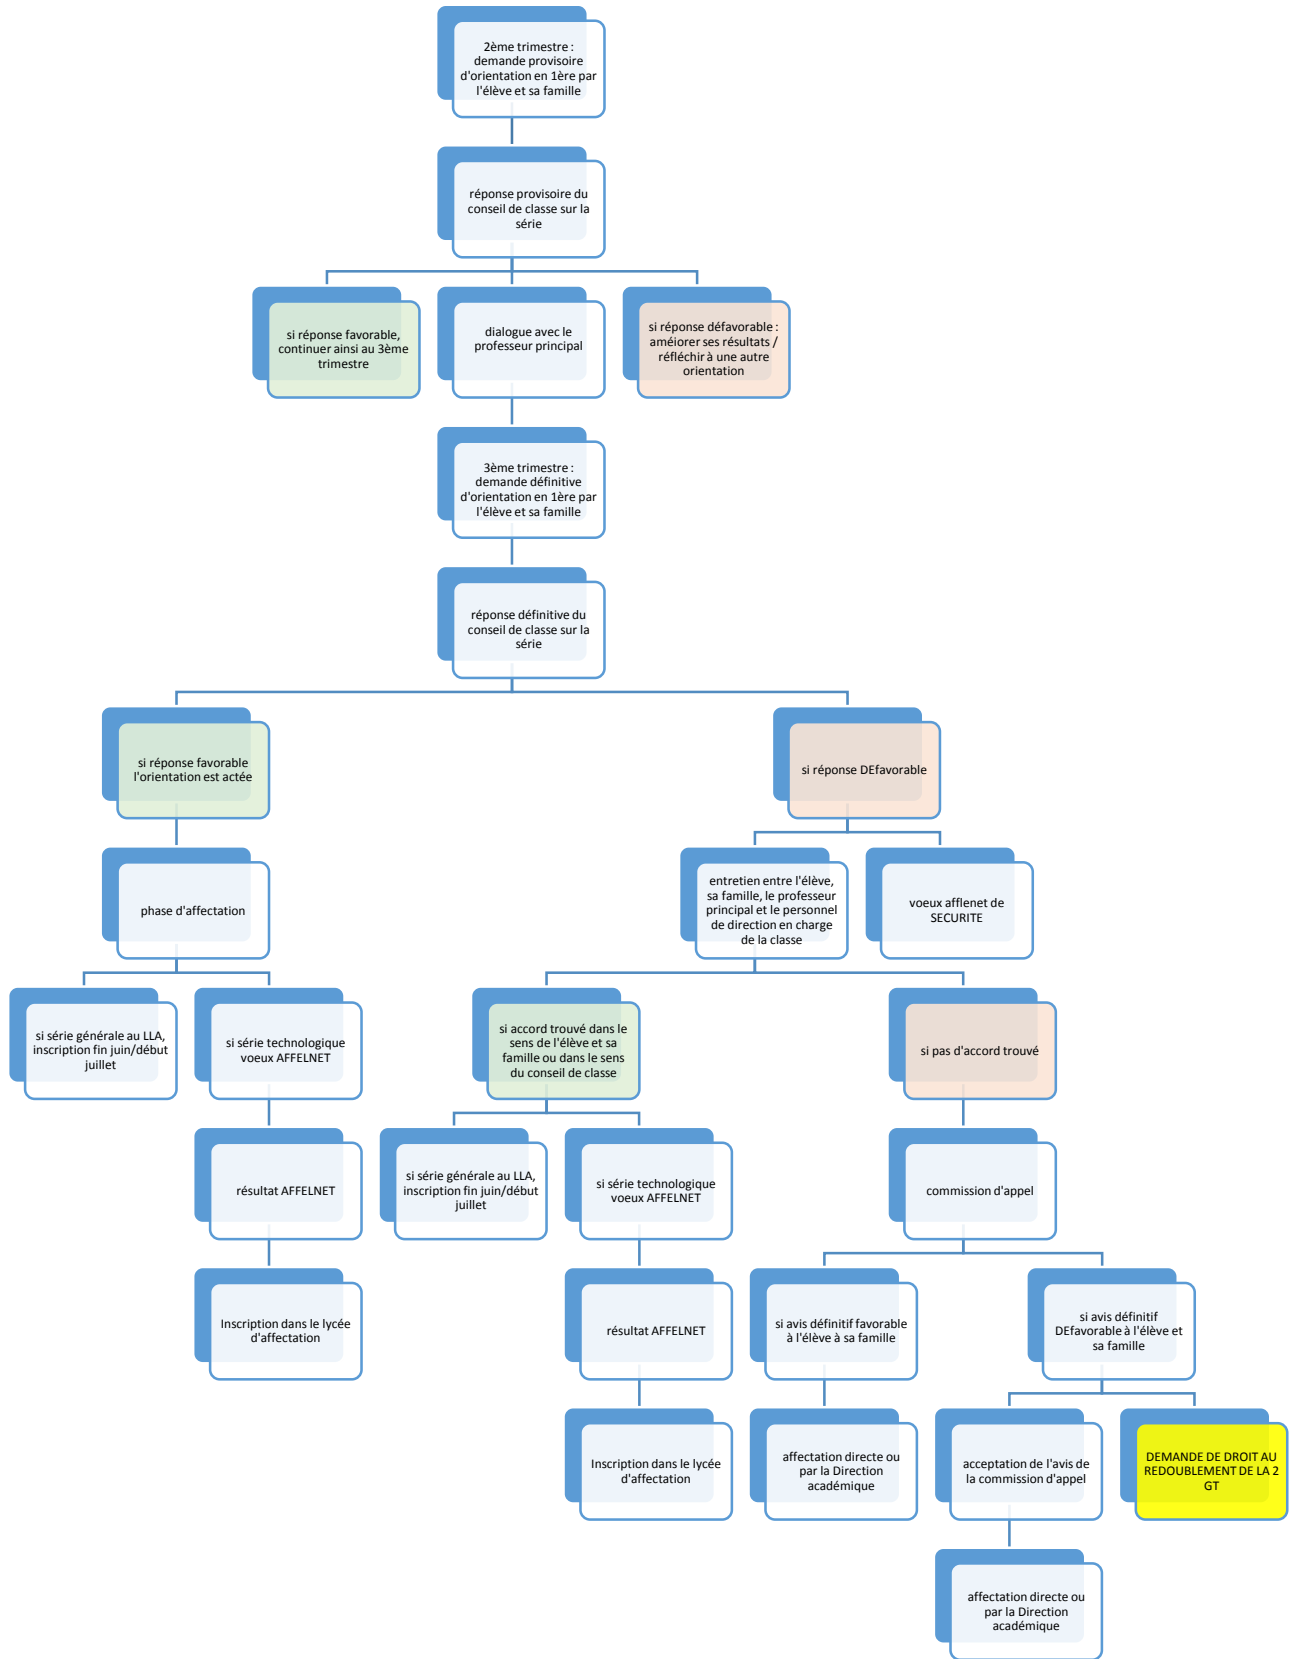 2ème trimestre :
demande provisoire
d'orientation en 1ère par
l'élève et sa famille
réponse provisoire du
conseil de classe sur la
série
si réponse favorable,
continuer ainsi au 3ème
trimestre
dialogue avec le
professeur principal
si réponse défavorable :
améiorer ses résultats /
réfléchir à une autre
orientation
3ème trimestre :
demande définitive
d'orientation en 1ère par
l'élève et sa famille
réponse définitive du
conseil de classe sur la
série
si réponse favorable
l'orientation est actée
si réponse DEfavorable
phase d'affectation
entretien entre l'élève,
sa famille, le professeur
principal et le personnel
de direction en charge
de la classe
voeux afflenet de
SECURITE
si série générale au LLA,
inscription fin juin/début
juillet
si série technologique
voeux AFFELNET
si accord trouvé dans le
sens de l'élève et sa
famille ou dans le sens
du conseil de classe
si pas d'accord trouvé
résultat AFFELNET
si série générale au LLA,
inscription fin juin/début
juillet
si série technologique
voeux AFFELNET
commission d'appel
Inscription dans le lycée
d'affectation
résultat AFFELNET
si avis définitif favorable
à l'élève à sa famille
si avis définitif
DEfavorable à l'élève et
sa famille
Inscription dans le lycée
d'affectation
affectation directe ou
par la Direction
académique
acceptation de l'avis de
la commission d'appel
DEMANDE DE DROIT AU
REDOUBLEMENT DE LA 2
GT
affectation directe ou
par la Direction
académique